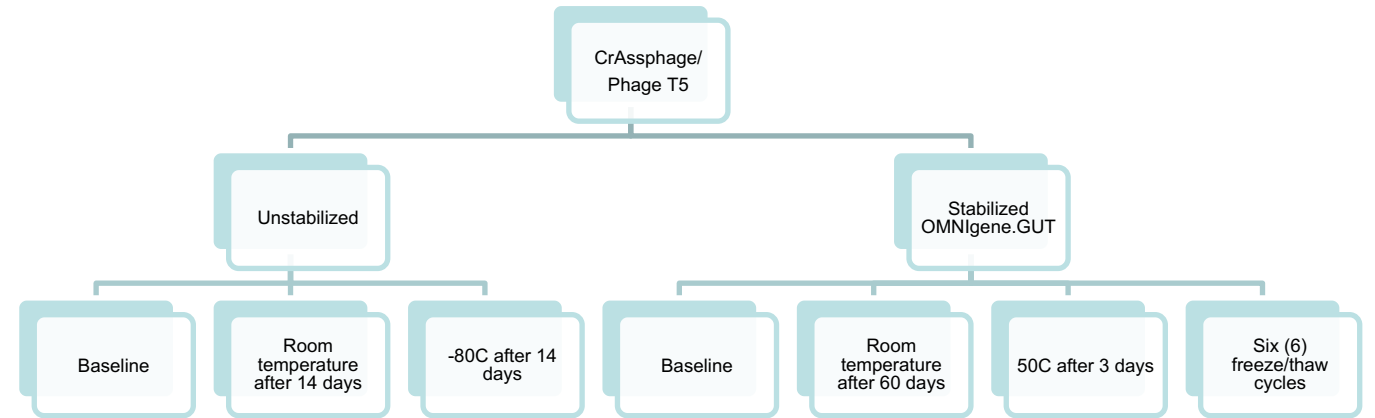 CrAssphage/
Phage T5
Unstabilized
Stabilized
OMNIgene.GUT
Baseline
Room
temperature
after 14 days
-80C after 14
days
Baseline
Room
temperature
after 60 days
50C after 3 days
Six (6)
freeze/thaw
cycles